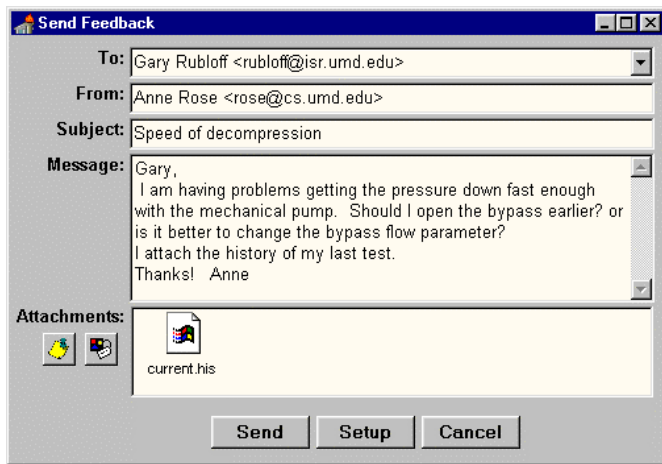 Send Feedback
To: Gary Rubloff <rubloff@isr.umd.edu>
From: Anne Rose <rose@cs.umd.edu>
Subject: Speed of decompression
Message: Gary,
I am having problems getting the pressure down fast enough
with the mechanical pump. Should I open the bypass earlier? or
is it better to change the bypass flow parameter?
I attach the history of my last test.
Thanks! Anne
Attachments:
current.his
Send Setup Cancel